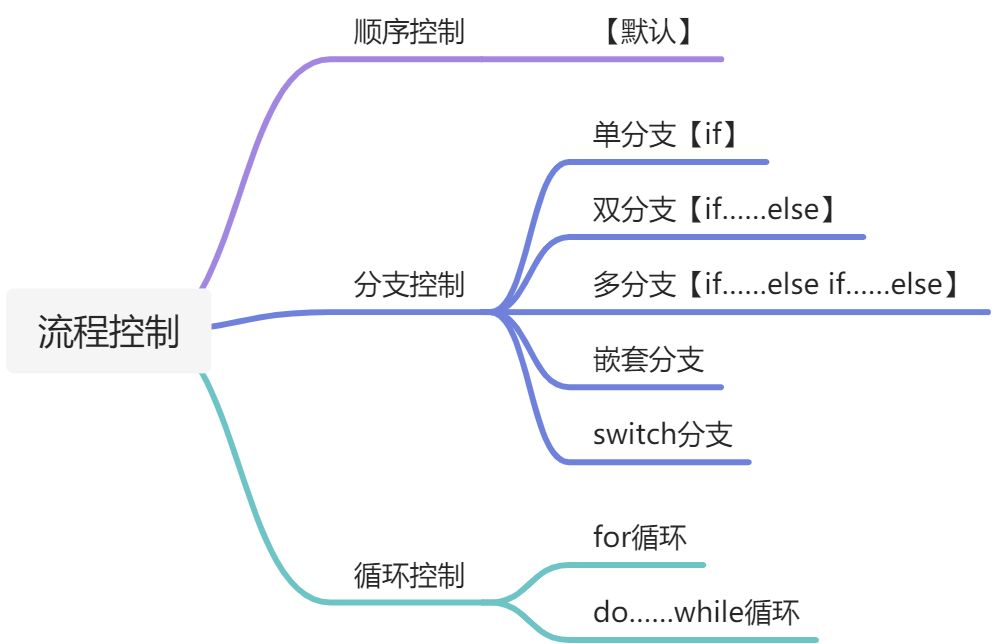 流程控制
顺序控制
【默认】
分支控制
单分支【if】
双分支【if......else】
多分支【if......else if......else】
嵌套分支
switch分支
循环控制
for循环
do......while循环